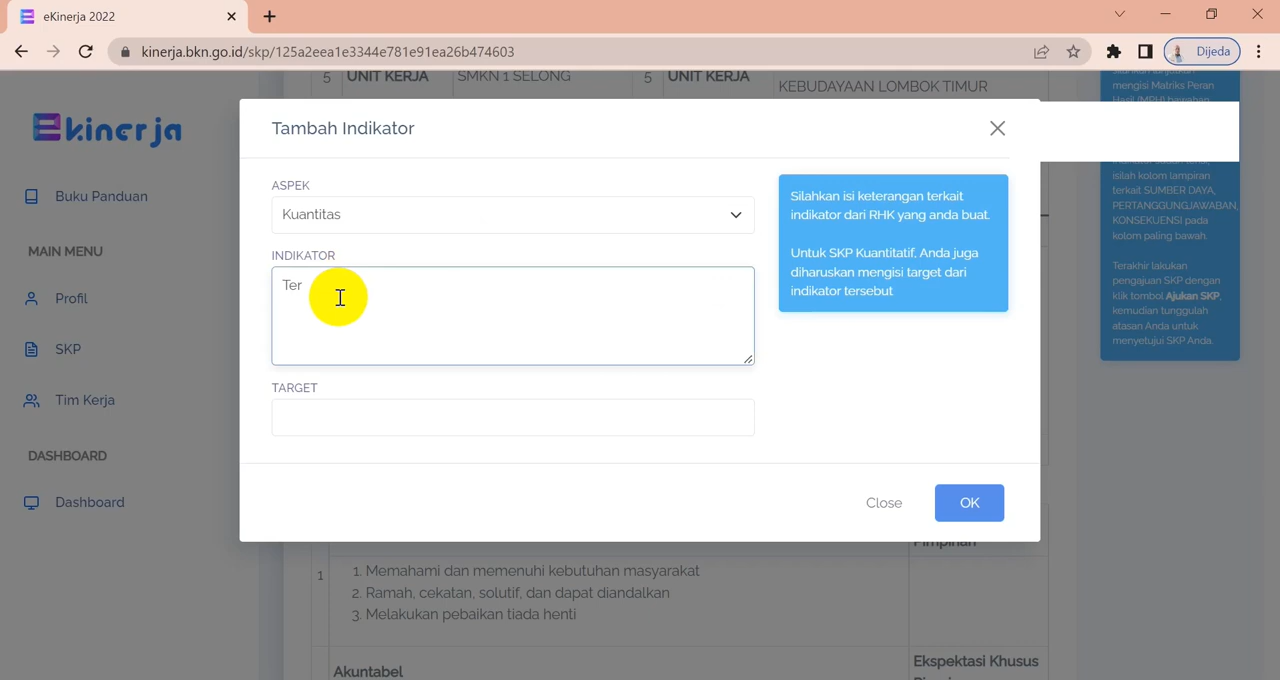 eKinerja 2022
kinerja.bkn.go.id/skp/125a2eea1e3344e781e91ea26b474603
Dijeda
5 UNIT KERJA SMKN 1 SELONG 5 UNIT KERJA
KEBUDAYAAN LOMBOK TIMUR
mengisi Matriks Peran
Hasil (MPH)
Ekinerja
Buku Panduan
MAIN MENU
Profil
SKP
Tim Kerja
DASHBOARD
Dashboard
Tambah Indikator
ASPEK
Kuantitas
INDIKATOR
Ter
TARGET
Silahkan isi keterangan terkait
indikator dari RHK yang anda buat.
Untuk SKP Kuantitatif, Anda juga
diharuskan mengisi target dari
indikator tersebut
Close
OK
isilah kolom lampiran
terkait SUMBER DAYA,
PERTANGGUNGJAWABAN,
KONSEKUENSI pada
kolom paling bawah.
Terakhir lakukan
pengajuan SKP dengan
klik tombol Ajukan SKP,
kemudian tunggulah
atasan Anda untuk
menyetujui SKP Anda.
Pimpinan
1
1. Memahami dan memenuhi kebutuhan masyarakat
2. Ramah, cekatan, solutif, dan dapat diandalkan
3. Melakukan pebaikan tiada henti
Akuntabel
Ekspektasi Khusus